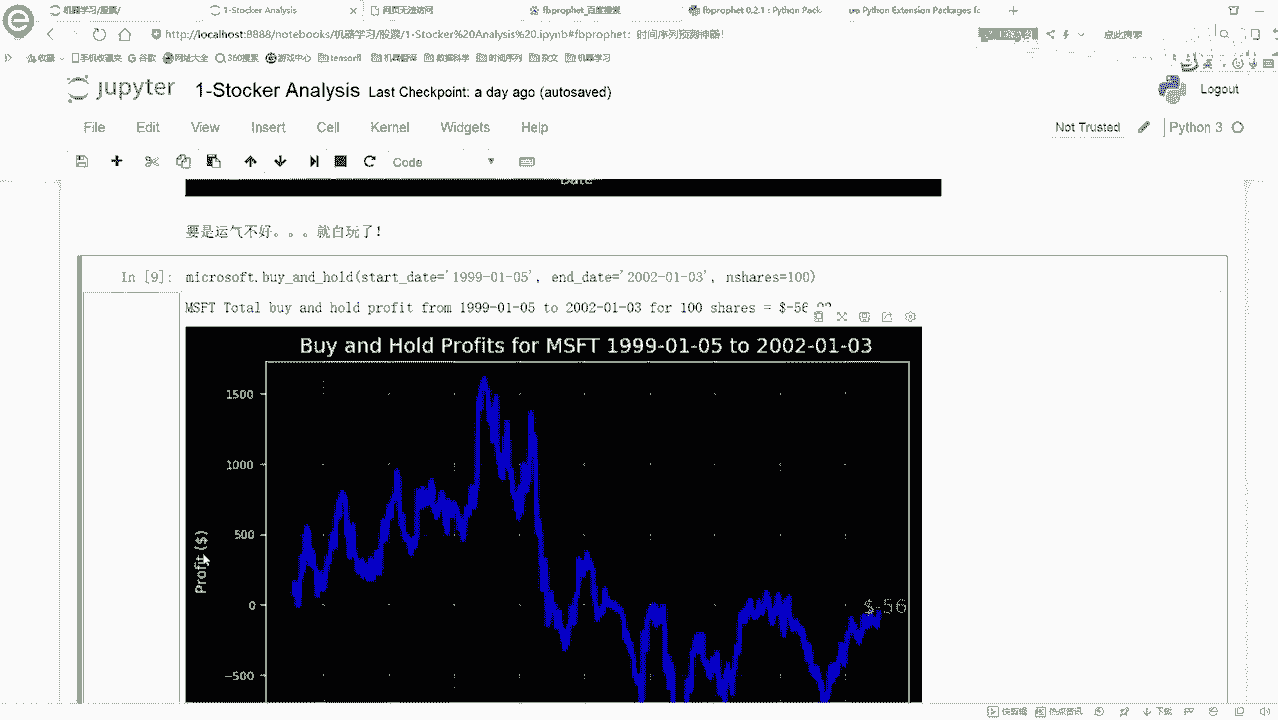 机器学习/股票/ 1-Stocker Analysis 网页无法访问 fbprophet_百度搜索 fbprophet 0.2.1 : Python Pack Python Extension Packages fo
http://localhost:8888/notebooks/机器学习/股票/1-Stocker%20Analysis%20.ipynb#fbprophet：时间序列预测神器! 点此搜索
收藏 手机收藏夹 谷歌 网址大全 360搜索 游戏中心 tensorfl 机器翻译 数据科学 时间序列 杂文 机器学习
jupyter 1-Stocker Analysis Last Checkpoint: a day ago (autosaved) Logout
File Edit View Insert Cell Kernel Widgets Help Not Trusted Python 3
Code
Date
要是运气不好。。。就白玩了!
In [9]: microsoft.buy_and_hold(start_date='1999-01-05', end_date='2002-01-03', nshares=100)
MSFT Total buy and hold profit from 1999-01-05 to 2002-01-03 for 100 shares = $-56.92
Buy and Hold Profits for MSFT 1999-01-05 to 2002-01-03
1500
1000
500
0
-500
Profit ($)
$-56
下载